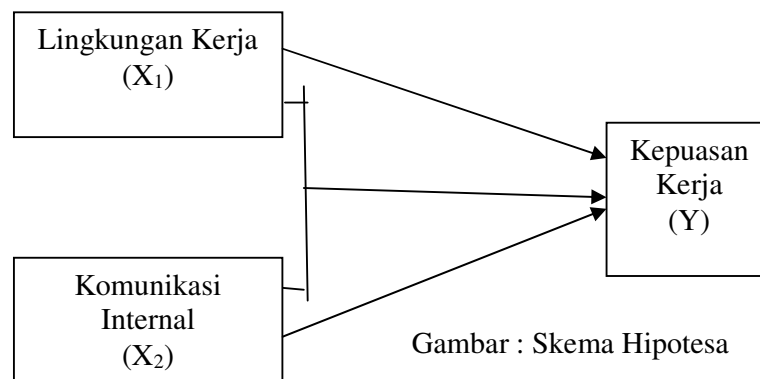 Lingkungan Kerja
(X₁)
Kepuasan
Kerja
(Y)
Komunikasi
Internal
(X₂)
Gambar : Skema Hipotesa